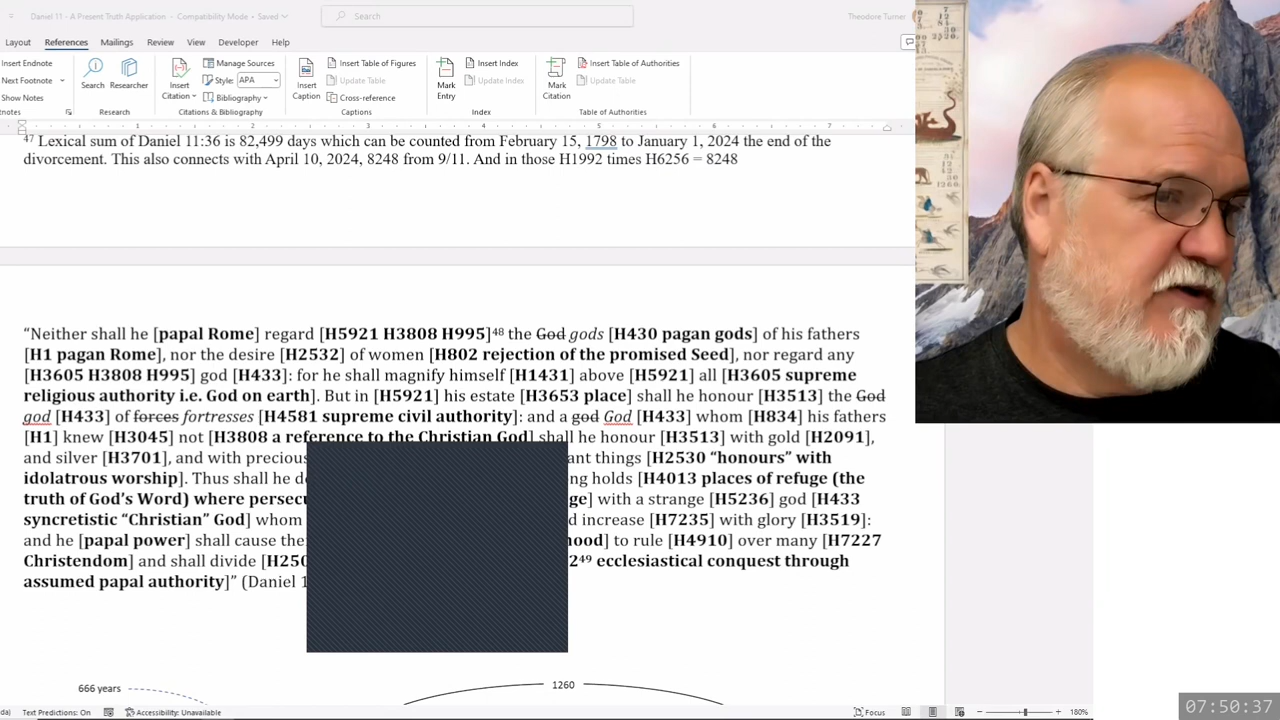 Daniel 11 - A Present Truth Application - Compatibility Mode • Saved
Search
Theodore Turner
Layout References Mailings Review View Developer Help
Insert Endnote
Next Footnote
Show Notes
Search
Researcher
Research
Insert Citation
Manage Sources
Style: APA
Bibliography
Citations & Bibliography
Insert Caption
Insert Table of Figures
Update Table
Cross-reference
Captions
Mark Entry
Insert Index
Update Index
Index
Mark Citation
Insert Table of Authorities
Update Table
Table of Authorities
1 2 3 4 5 6 7
47 Lexical sum of Daniel 11:36 is 82,499 days which can be counted from February 15, 1798 to January 1, 2024 the end of the
divorcement. This also connects with April 10, 2024, 8248 from 9/11. And in those H1992 times H6256 = 8248
“Neither shall he [papal Rome] regard [H5921 H3808 H995]48 the God gods [H430 pagan gods] of his fathers
[H1 pagan Rome], nor the desire [H2532] of women [H802 rejection of the promised Seed], nor regard any
[H3605 H3808 H995] god [H433]: for he shall magnify himself [H1431] above [H5921] all [H3605 supreme
religious authority i.e. God on earth]. But in [H5921] his estate [H3653 place] shall he honour [H3513] the God
god [H433] of forces fortresses [H4581 supreme civil authority]: and a god God [H433] whom [H834] his fathers
[H1] knew [H3045] not [H3808 a reference to the Christian God] shall he honour [H3513] with gold [H2091],
and silver [H3701], and with precious ant things [H2530 “honours” with
idolatrous worship]. Thus shall he do ng holds [H4013 places of refuge (the
truth of God’s Word) where persecu ge] with a strange [H5236] god [H433
syncretistic “Christian” God] whom d increase [H7235] with glory [H3519]:
and he [papal power] shall cause the hood] to rule [H4910] over many [H7227
Christendom] and shall divide [H250 249 ecclesiastical conquest through
assumed papal authority]” (Daniel 1
666 years
1260
Text Predictions: On
Accessibility: Unavailable
Focus
180%
07:50:37